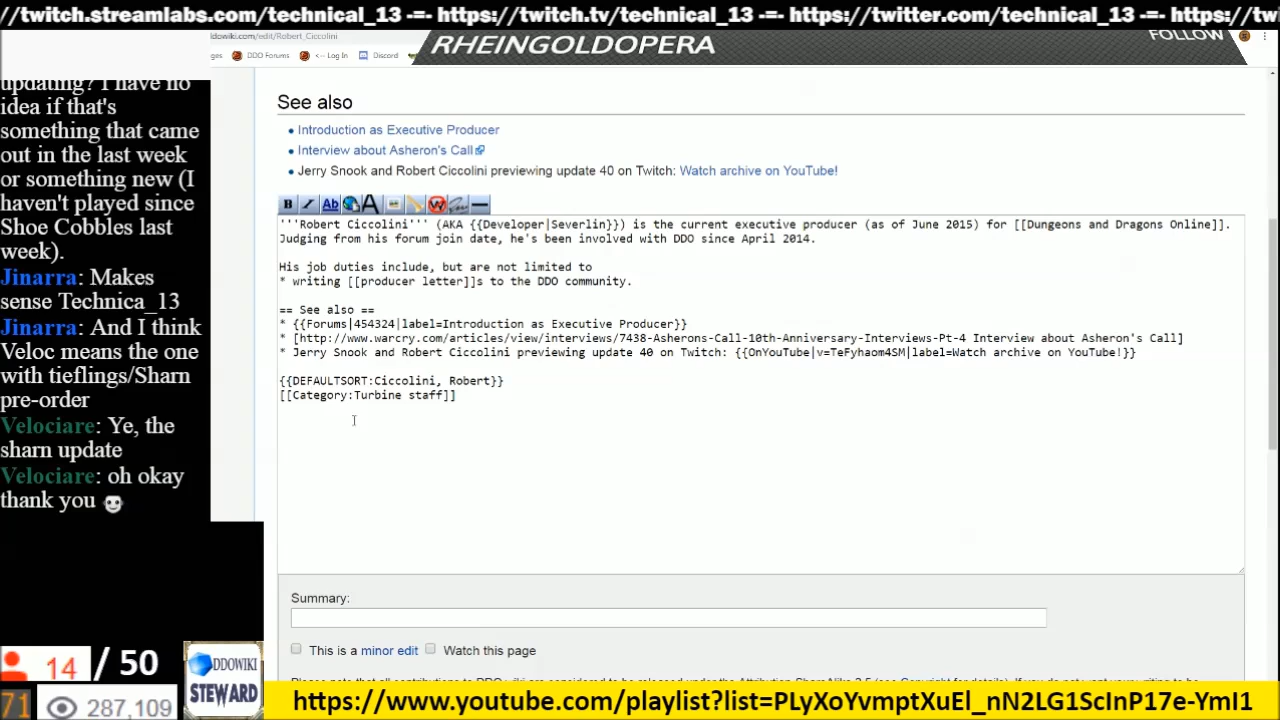 //twitch.streamlabs.com/technical_13 -=- https://twitch.tv/technical_13 -=- https://twitter.com/technical_13 -=- https://tw
ddowiki.com/edit/Robert_Ciccolini
RHEINGOLDOPERA
FOLLOW
ges DDO Forums <-- Log In Discord
updating? I have no
idea if that's
something that came
out in the last week
or something new (I
haven't played since
Shoe Cobbles last
week).
Jinarra: Makes
sense Technica_13
Jinarra: And I think
Veloc means the one
with tieflings/Sharn
pre-order
Velociare: Ye, the
sharn update
Velociare: oh okay
thank you
See also
Introduction as Executive Producer
Interview about Asheron's Call
Jerry Snook and Robert Ciccolini previewing update 40 on Twitch: Watch archive on YouTube!
B I Ab A W
'''Robert Ciccolini''' (AKA {{Developer|Severlin}}) is the current executive producer (as of June 2015) for [[Dungeons and Dragons Online]].
Judging from his forum join date, he's been involved with DDO since April 2014.
His job duties include, but are not limited to
* writing [[producer letter]]s to the DDO community.
== See also ==
* {{Forums|454324|label=Introduction as Executive Producer}}
* [http://www.warcry.com/articles/view/interviews/7438-Asherons-Call-10th-Anniversary-Interviews-Pt-4 Interview about Asheron's Call]
* Jerry Snook and Robert Ciccolini previewing update 40 on Twitch: {{OnYouTube|v=TeFyhaom4SM|label=Watch archive on YouTube!}}
{{DEFAULTSORT:Ciccolini, Robert}}
[[Category:Turbine staff]]
Summary:
This is a minor edit Watch this page
14 / 50
71 287,109
DDOWIKI
STEWARD
https://www.youtube.com/playlist?list=PLyXoYvmptXuEl_nN2LG1ScInP17e-YmI1